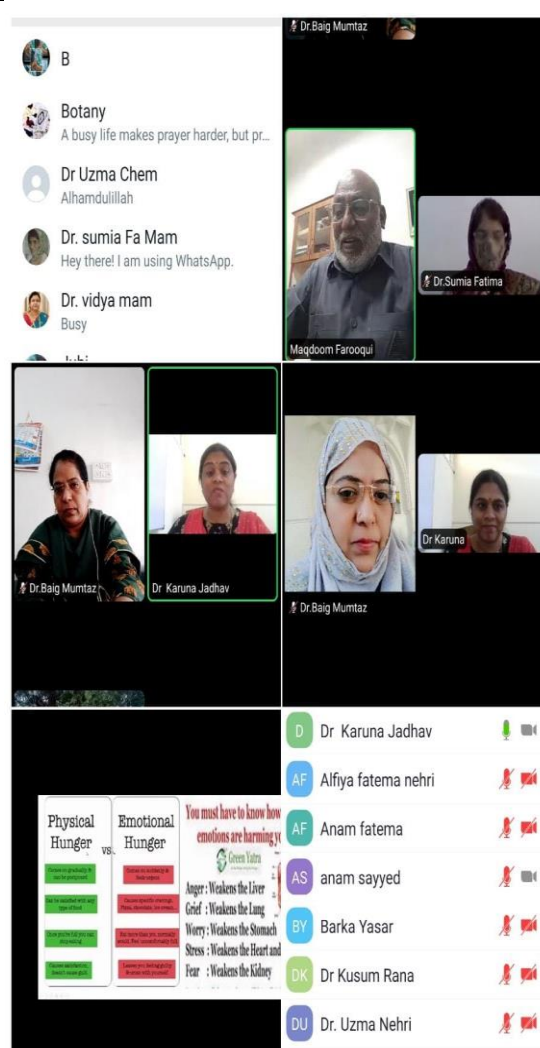 B
Botany
A busy life makes prayer harder, but pr...
Dr Uzma Chem
Alhamdulillah
Dr. sumia Fa Mam
Hey there! I am using WhatsApp.
Dr. vidya mam
Busy
Dr.Baig Mumtaz
Maqdoom Farooqui
Dr.Sumia Fatima
Dr.Baig Mumtaz
Dr Karuna Jadhav
Dr.Baig Mumtaz
Dr Karuna
Physical
Hunger
vs.
Emotional
Hunger
You must have to know how
emotions are harming yo
Green Yatra
Anger : Weakens the Liver
Grief : Weakens the Lung
Worry : Weakens the Stomach
Stress : Weakens the Heart and
Fear : Weakens the Kidney
D
Dr Karuna Jadhav
AF
Alfiya fatema nehri
AF
Anam fatema
AS
anam sayyed
BY
Barka Yasar
DK
Dr Kusum Rana
DU
Dr. Uzma Nehri